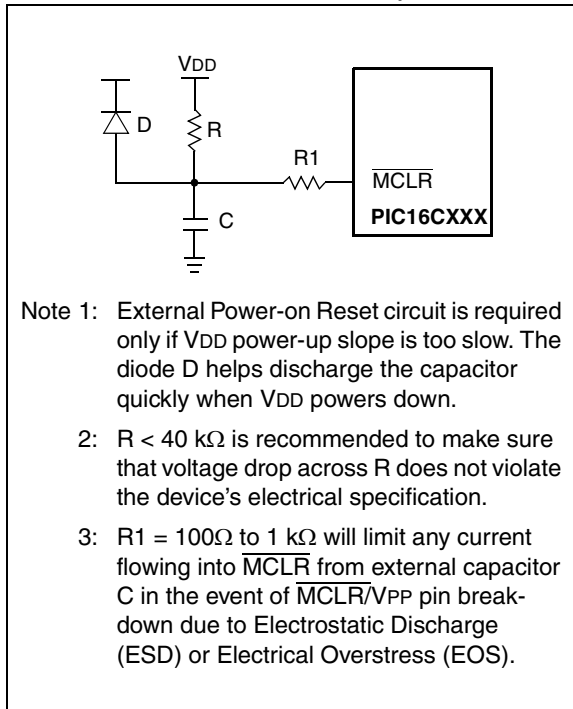 VDD
D
R
R1
MCLR
C
PIC16CXXX
Note 1: External Power-on Reset circuit is required
only if VDD power-up slope is too slow. The
diode D helps discharge the capacitor
quickly when VDD powers down.
2: R < 40 kΩ is recommended to make sure
that voltage drop across R does not violate
the device's electrical specification.
3: R1 = 100Ω to 1 kΩ will limit any current
flowing into MCLR from external capacitor
C in the event of MCLR/VPP pin break-
down due to Electrostatic Discharge
(ESD) or Electrical Overstress (EOS).